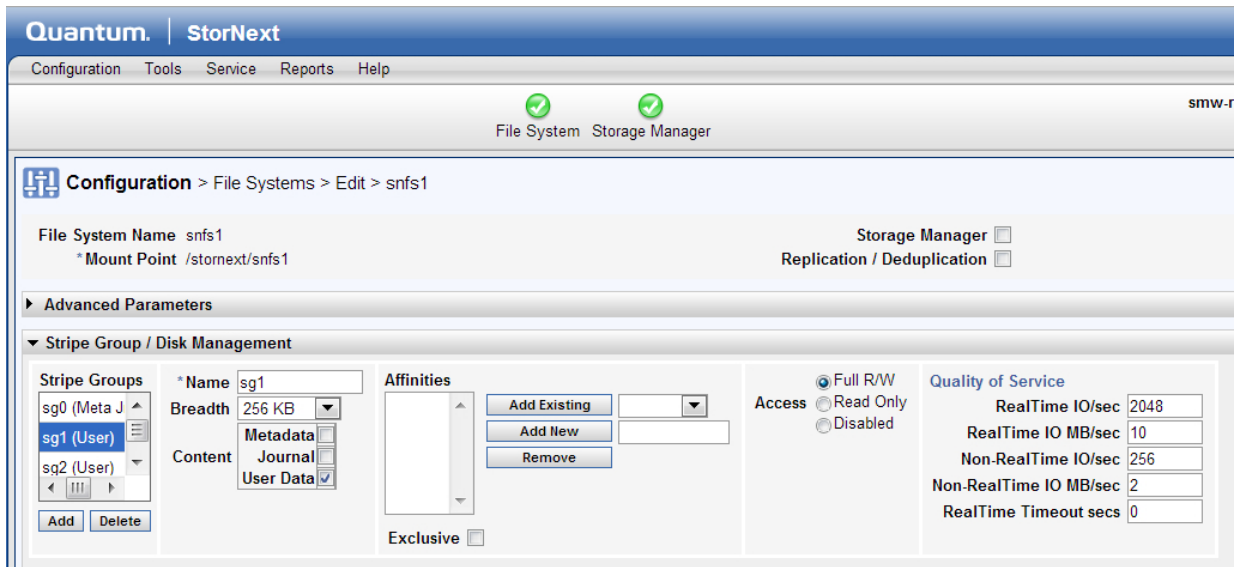 Quantum. | StorNext
Configuration Tools Service Reports Help
smw-r
File System Storage Manager
Configuration > File Systems > Edit > snfs1
File System Name snfs1
Storage Manager
*Mount Point /stornext/snfs1
Replication / Deduplication
Advanced Parameters
Stripe Group / Disk Management
Stripe Groups
sg0 (Meta J
sg1 (User)
sg2 (User)
Add Delete
*Name sg1
Breadth 256 KB
Content
Metadata
Journal
User Data
Affinities
Add Existing
Add New
Remove
Exclusive
Access
Full R/W
Read Only
Disabled
Quality of Service
RealTime IO/sec 2048
RealTime IO MB/sec 10
Non-RealTime IO/sec 256
Non-RealTime IO MB/sec 2
RealTime Timeout secs 0